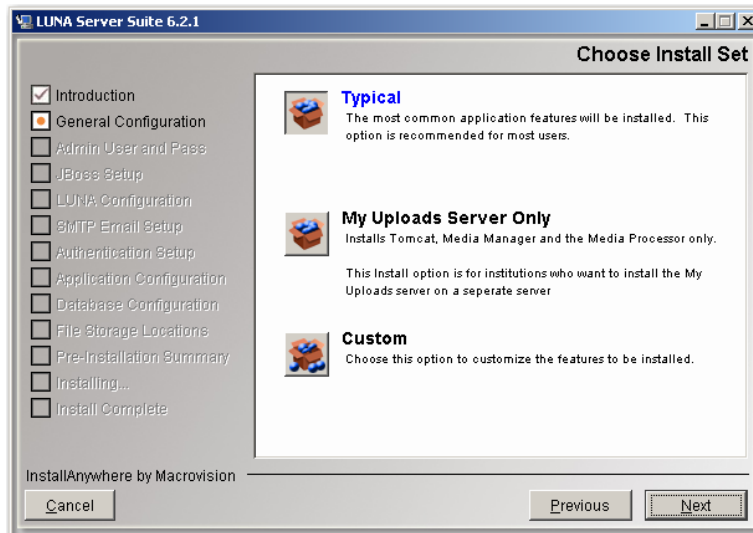 LUNA Server Suite 6.2.1
Choose Install Set
Introduction
General Configuration
Admin User and Pass
JBoss Setup
LUNA Configuration
SMTP Email Setup
Authentication Setup
Application Configuration
Database Configuration
File Storage Locations
Pre-Installation Summary
Installing...
Install Complete
Typical
The most common application features will be installed. This
option is recommended for most users.
My Uploads Server Only
Installs Tomcat, Media Manager and the Media Processor only.
This Install option is for institutions who want to install the My
Uploads server on a seperate server
Custom
Choose this option to customize the features to be installed.
InstallAnywhere by Macrovision
Cancel
Previous
Next